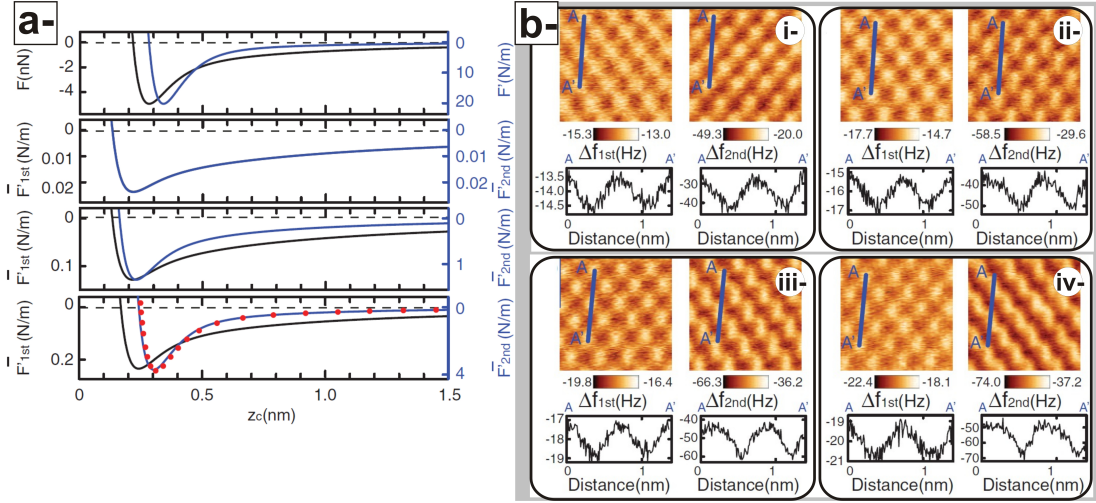 a-
F(nN)
0
-2
-4
0
10
20
F'(N/m)
F̅'1st (N/m)
0
0.01
0.02
0
0.01
0.02
F̅'2nd (N/m)
F̅'1st (N/m)
0
0.1
0
1
F̅'2nd (N/m)
F̅'1st (N/m)
0
0.2
0
4
F̅'2nd (N/m)
0 0.5 1.0 1.5
zc(nm)
b-
i-
A
A'
A
A'
-15.3 -13.0
-49.3 -20.0
Δf1st(Hz)
Δf2nd(Hz)
A A'
A A'
-13.5
-14.0
-14.5
-30
-40
0 1
0 1
Distance(nm)
Distance(nm)
ii-
A
A'
A
A'
-17.7 -14.7
-58.5 -29.6
Δf1st(Hz)
Δf2nd(Hz)
A A'
A A'
-15
-16
-17
-40
-50
0 1
0 1
Distance(nm)
Distance(nm)
iii-
A
A'
A
A'
-19.8 -16.4
-66.3 -36.2
Δf1st(Hz)
Δf2nd(Hz)
A A'
A A'
-17
-18
-19
-40
-50
-60
0 1
0 1
Distance(nm)
Distance(nm)
iv-
A
A'
A
A'
-22.4 -18.1
-74.0 -37.2
Δf1st(Hz)
Δf2nd(Hz)
A A'
A A'
-19
-20
-21
-50
-60
-70
0 1
0 1
Distance(nm)
Distance(nm)